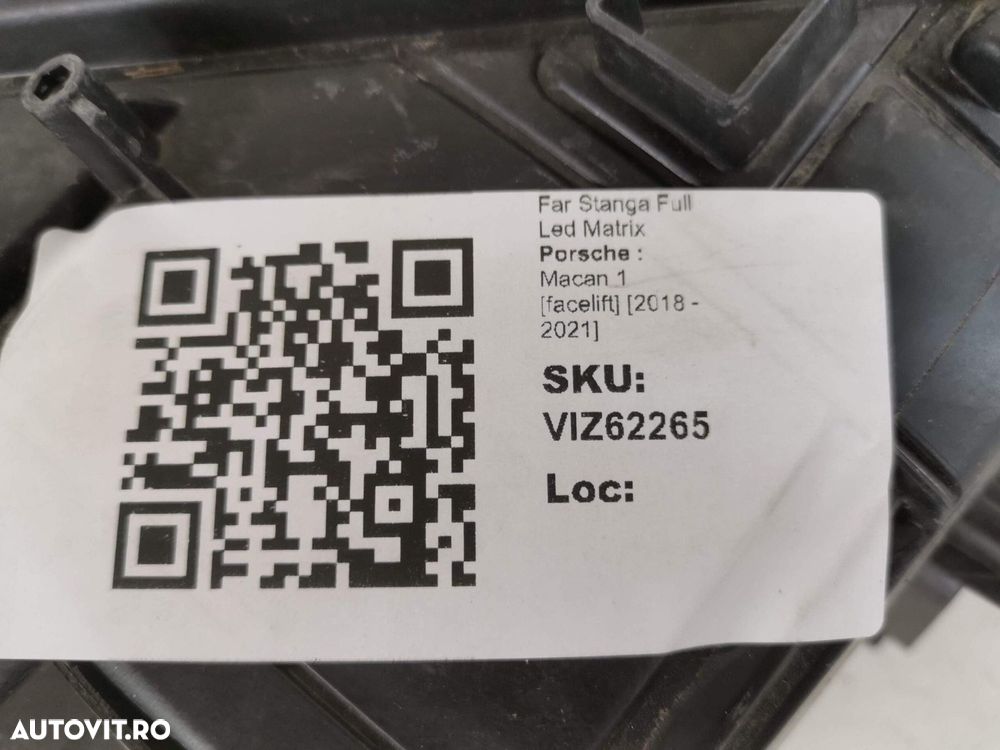 Far Stanga Full
Led Matrix
Porsche :
Macan 1
[facelift] [2018 -
2021]
SKU:
VIZ62265
Loc:
AUTOVIT.RO